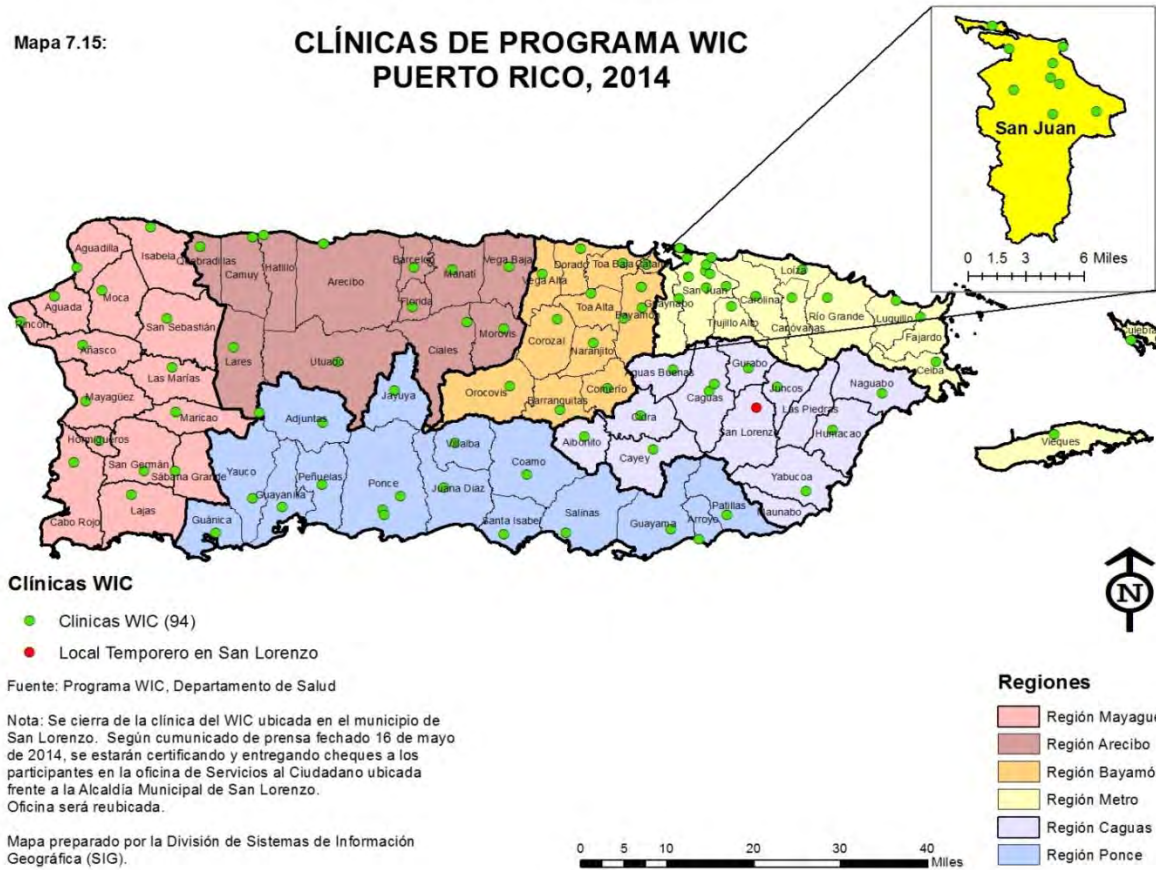 Mapa 7.15:
CLÍNICAS DE PROGRAMA WIC
PUERTO RICO, 2014
San Juan
0 1.5 3 6 Miles
Aguadilla
Isabela
Quebradillas
Camuy
Hatillo
Arecibo
Barcelon
Manatí
Vega Baja
Vega Alta
Dorado
Toa Baja
Cataño
Loíza
Moca
Aguada
Florida
Toa Alta
Bayamón
Guaynabo
San Juan
Carolina
Río Grande
Luquillo
Rincón
San Sebastián
Morovis
Corozal
Trujillo Alto
Canóvanas
Fajardo
Culebra
Añasco
Lares
Utuado
Ciales
Naranjito
Ceiba
Las Marías
Aguas Buenas
Gurabo
Naguabo
Mayagüez
Jayuya
Orocovis
Barranquitas
Comerío
Caguas
Juncos
Maricao
Adjuntas
Cidra
San Lorenzo
Las Piedras
Humacao
Hormigueros
Villalba
Aibonito
Cayey
Vieques
San Germán
Sabana Grande
Yauco
Peñuelas
Ponce
Juana Díaz
Coamo
Yabucoa
Lajas
Guayanilla
Cabo Rojo
Guánica
Santa Isabel
Salinas
Guayama
Arroyo
Patillas
Maunabo
N
Clínicas WIC
Clinicas WIC (94)
Local Temporero en San Lorenzo
Fuente: Programa WIC, Departamento de Salud
Nota: Se cierra de la clínica del WIC ubicada en el municipio de
San Lorenzo. Según cumunicado de prensa fechado 16 de mayo
de 2014, se estarán certificando y entregando cheques a los
participantes en la oficina de Servicios al Ciudadano ubicada
frente a la Alcaldía Municipal de San Lorenzo.
Oficina será reubicada.
Mapa preparado por la División de Sistemas de Información
Geográfica (SIG).
0 5 10 20 30 40 Miles
Regiones
Región Mayague
Región Arecibo
Región Bayamó
Región Metro
Región Caguas
Región Ponce